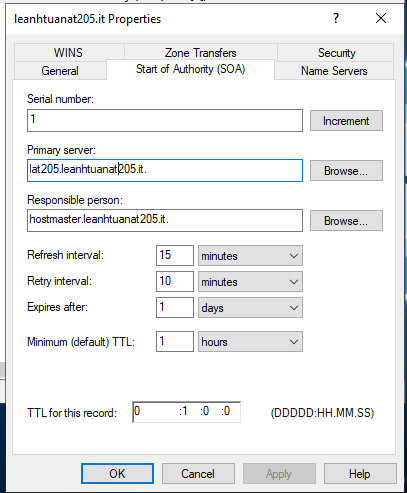 leanhtuanat205.it Properties ? ×
WINS Zone Transfers Security
General Start of Authority (SOA) Name Servers
Serial number:
1 Increment
Primary server:
lat205.leanhtuanat205.it. Browse...
Responsible person:
hostmaster.leanhtuanat205.it. Browse...
Refresh interval: 15 minutes
Retry interval: 10 minutes
Expires after: 1 days
Minimum (default) TTL: 1 hours
TTL for this record: 0 :1 :0 :0 (DDDDD:HH.MM.SS)
OK Cancel Apply Help